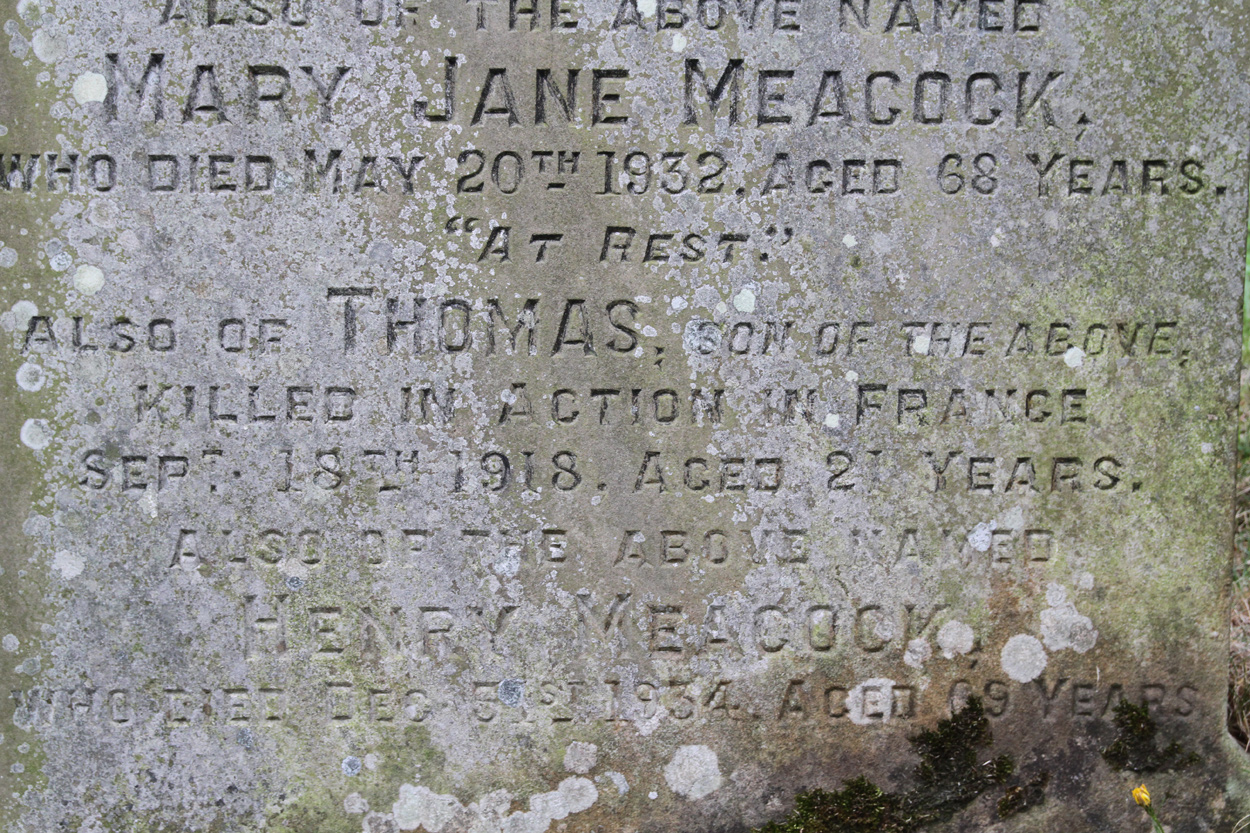 ALSO OF THE ABOVE NAMED
MARY JANE MEACOCK,
WHO DIED MAY 20TH 1932. AGED 68 YEARS.
"AT REST."
ALSO OF THOMAS, SON OF THE ABOVE,
KILLED IN ACTION IN FRANCE
SEPT. 18TH 1918. AGED 21 YEARS.
ALSO OF THE ABOVE NAMED
HENRY MEACOCK
WHO DIED DEC 31ST 1934. AGED 69 YEARS